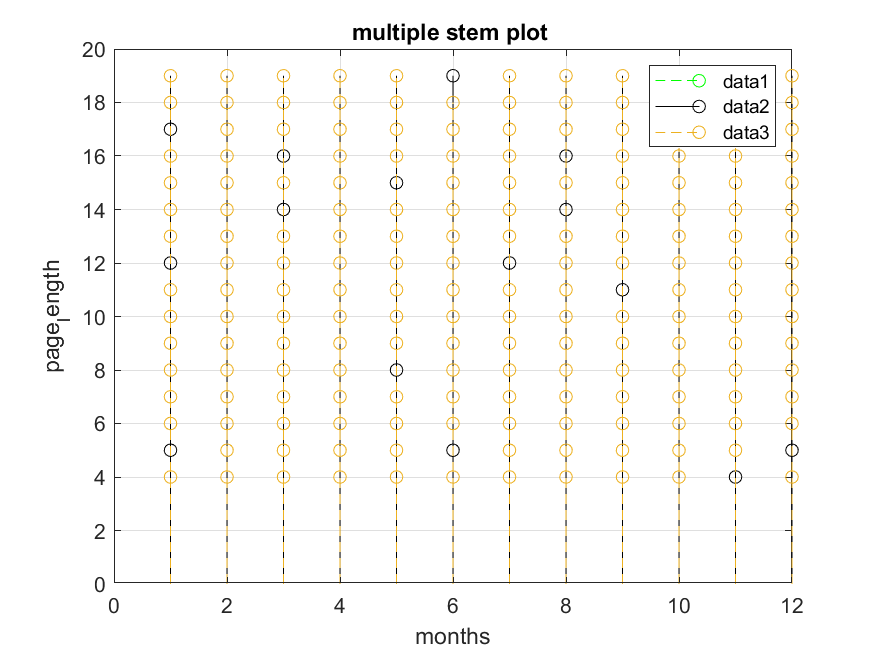 multiple stem plot
20
18
16
14
12
10
8
6
4
2
0
page_length
data1
data2
data3
0 2 4 6 8 10 12
months